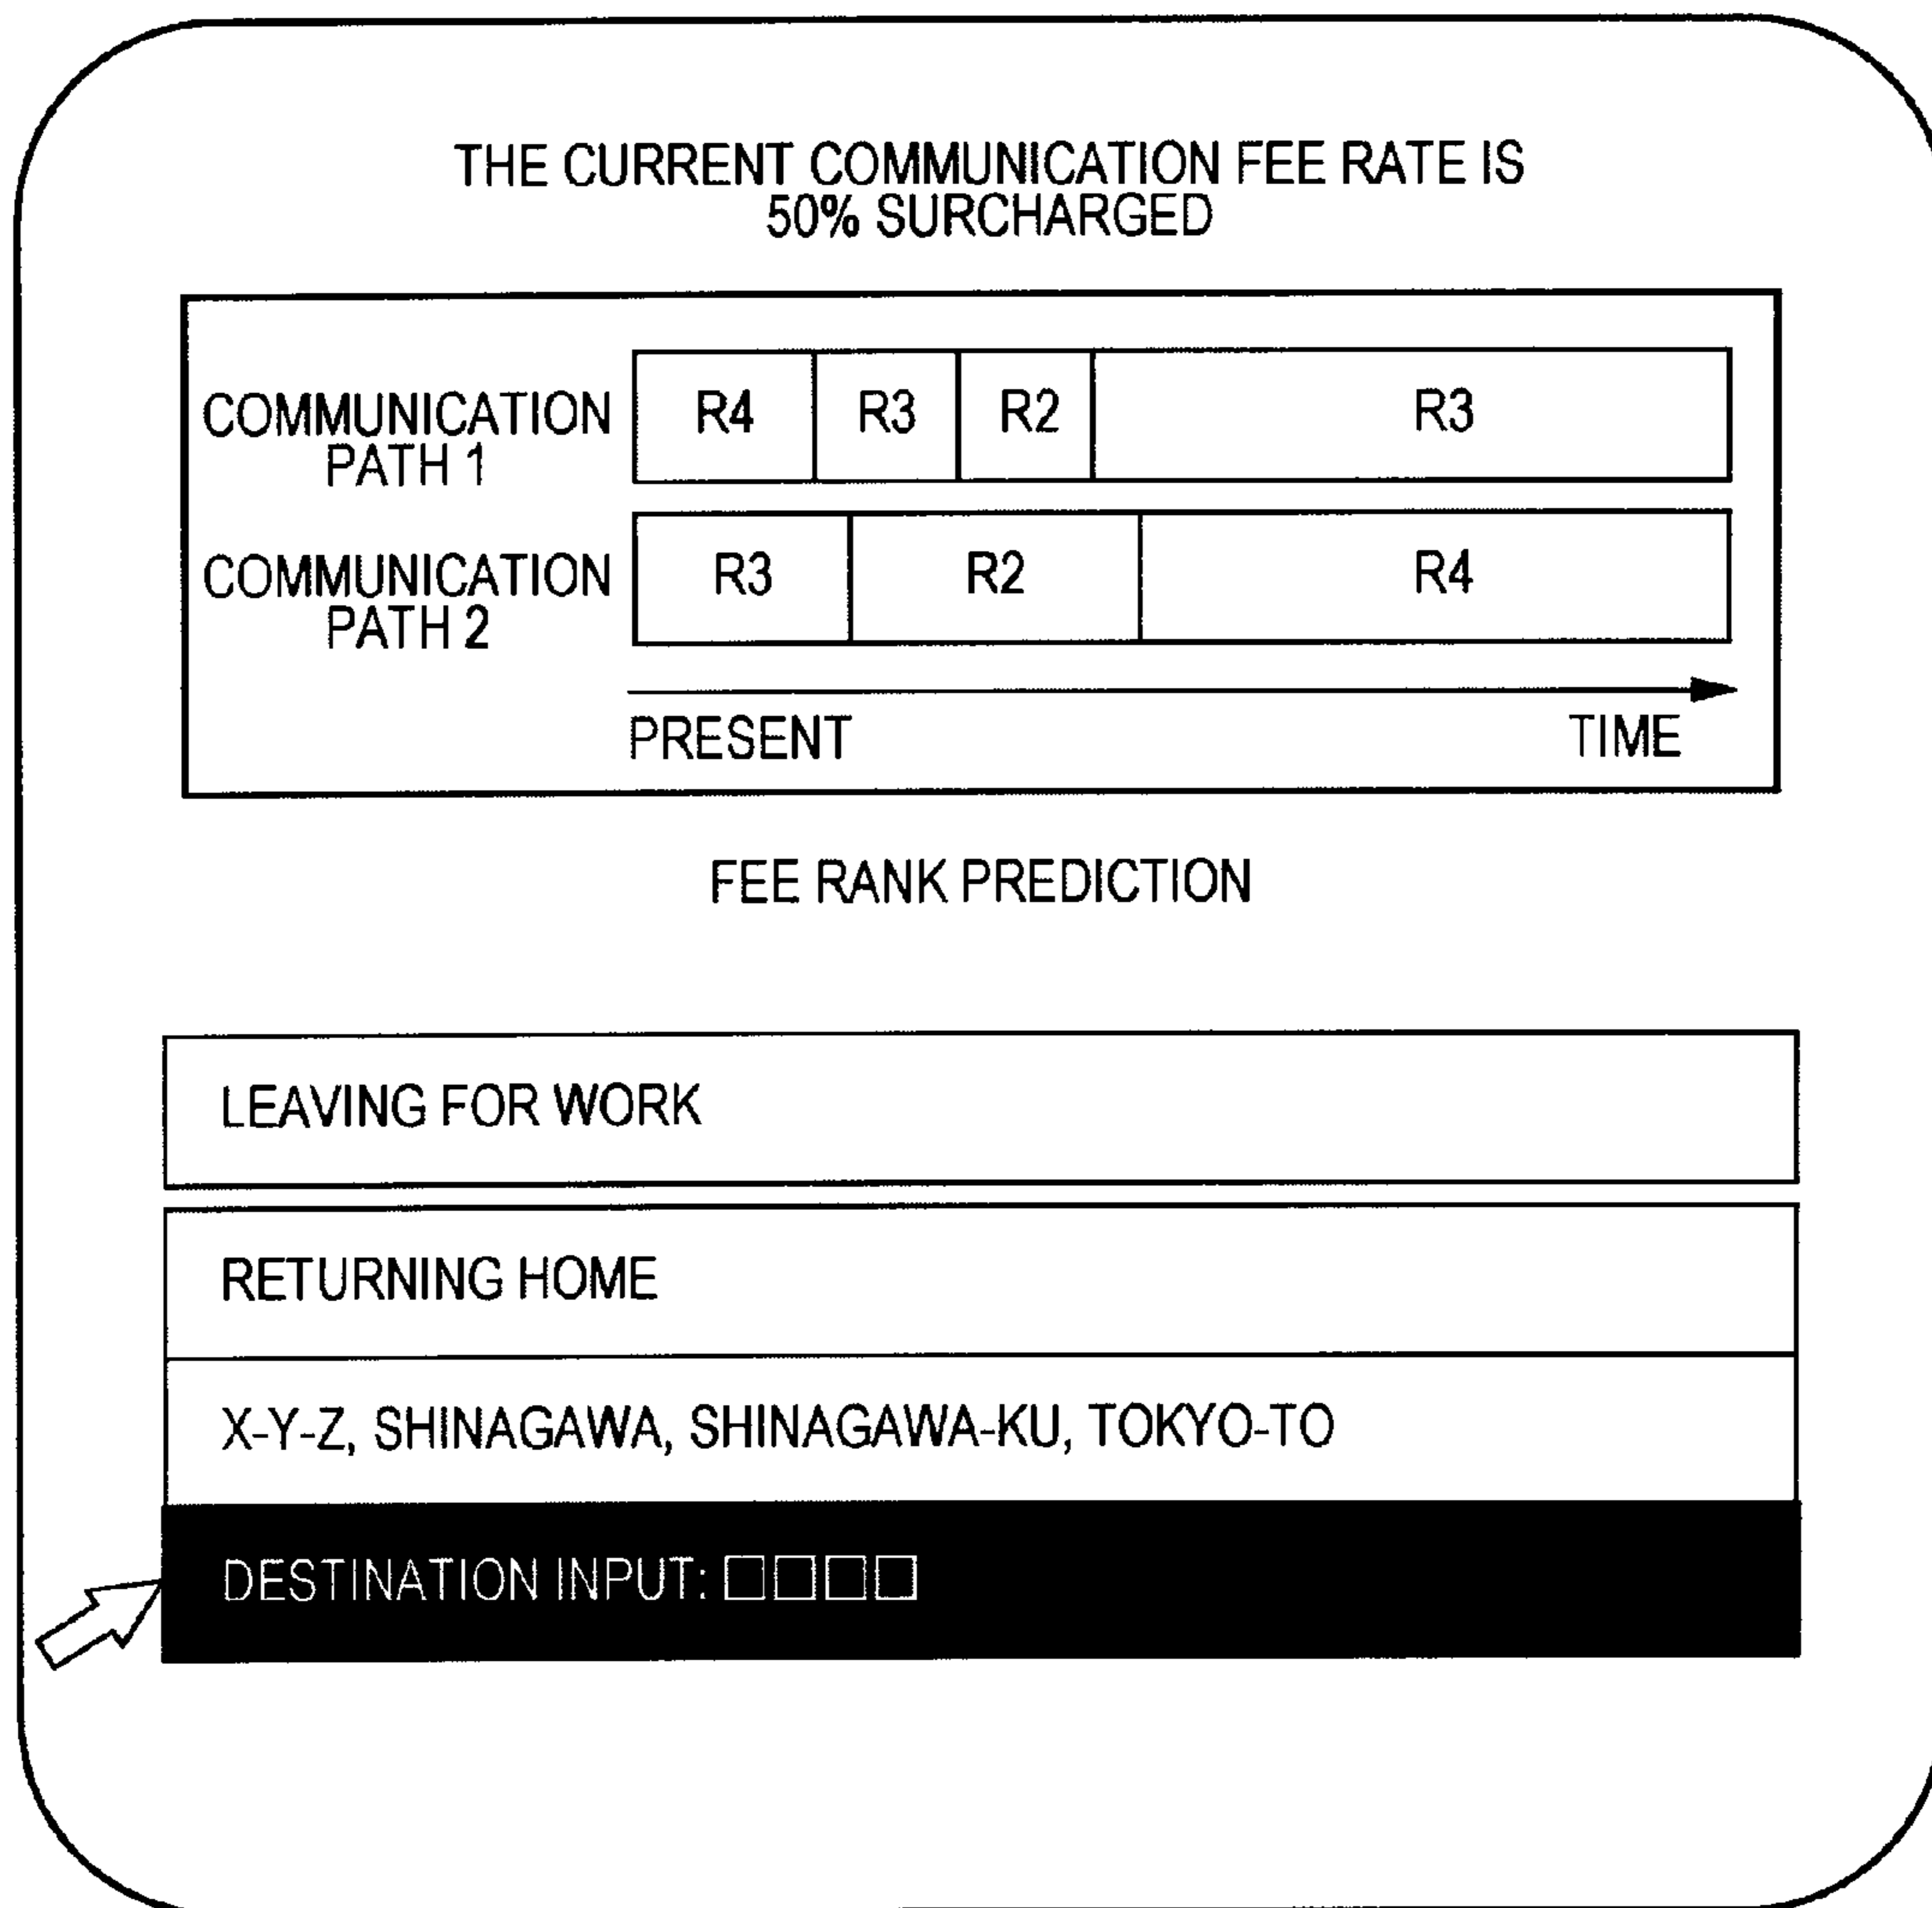 THE CURRENT COMMUNICATION FEE RATE IS
50% SURCHARGED
COMMUNICATION
PATH 1
R4 R3 R2 R3
COMMUNICATION
PATH 2
R3 R2 R4
PRESENT TIME
FEE RANK PREDICTION
LEAVING FOR WORK
RETURNING HOME
X-Y-Z, SHINAGAWA, SHINAGAWA-KU, TOKYO-TO
DESTINATION INPUT: □□□□